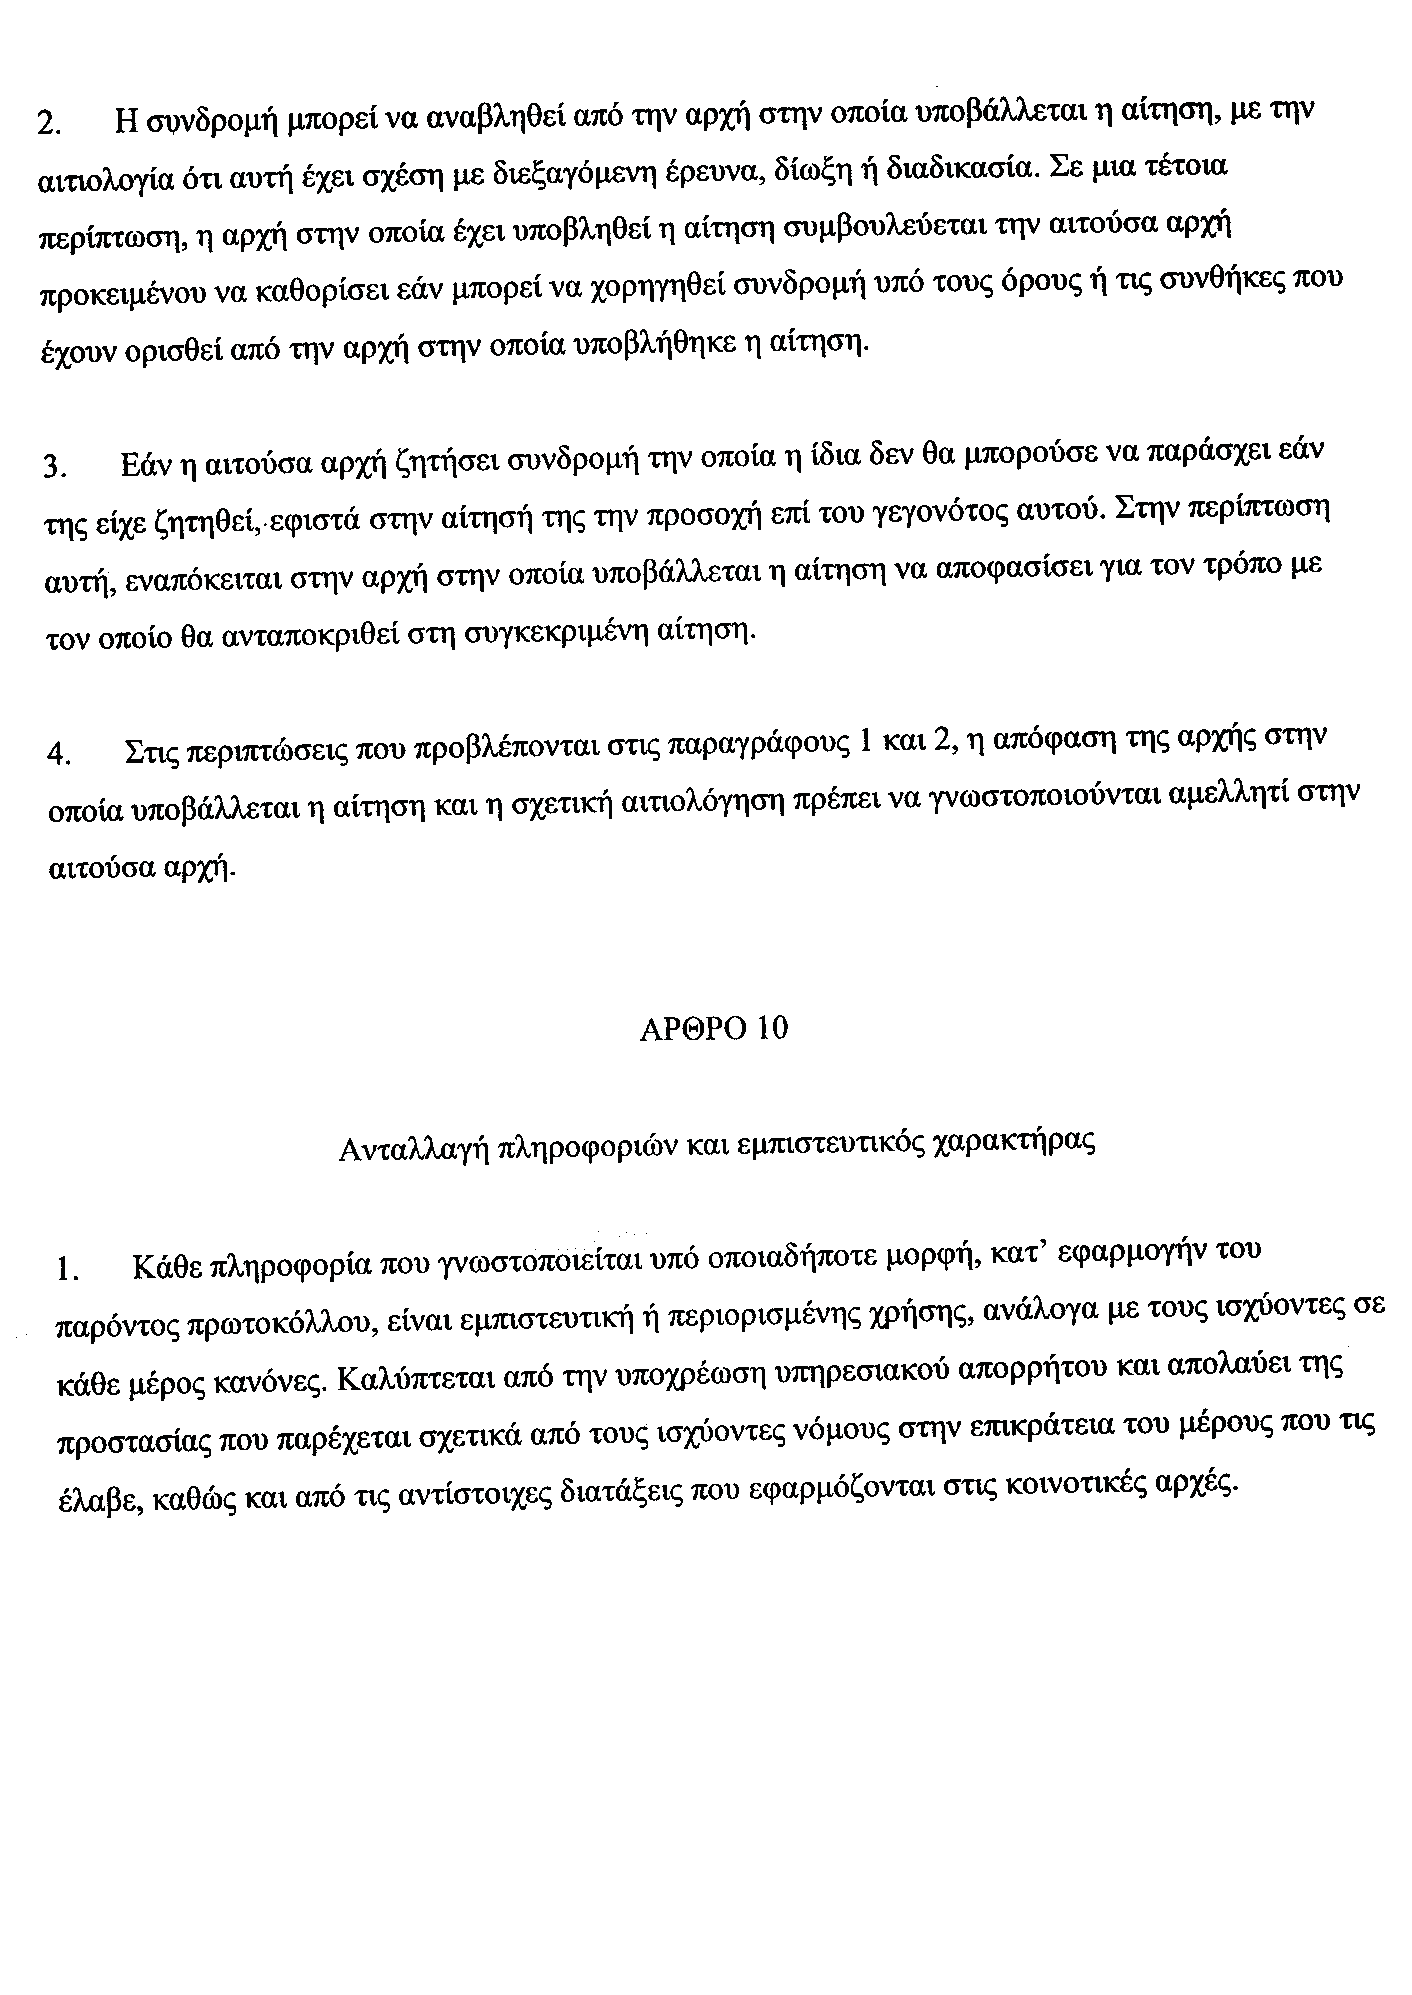 2. Η συνδρομή μπορεί να αναβληθεί από την αρχή στην οποία υποβάλλεται η αίτηση, με την
αιτιολογία ότι αυτή έχει σχέση με διεξαγόμενη έρευνα, δίωξη ή διαδικασία. Σε μια τέτοια
περίπτωση, η αρχή στην οποία έχει υποβληθεί η αίτηση συμβουλεύεται την αιτούσα αρχή
προκειμένου να καθορίσει εάν μπορεί να χορηγηθεί συνδρομή υπό τους όρους ή τις συνθήκες που
έχουν ορισθεί από την αρχή στην οποία υποβλήθηκε η αίτηση.
3. Εάν η αιτούσα αρχή ζητήσει συνδρομή την οποία η ίδια δεν θα μπορούσε να παράσχει εάν
της είχε ζητηθεί, εφιστά στην αίτησή της την προσοχή επί του γεγονότος αυτού. Στην περίπτωση
αυτή, εναπόκειται στην αρχή στην οποία υποβάλλεται η αίτηση να αποφασίσει για τον τρόπο με
τον οποίο θα ανταποκριθεί στη συγκεκριμένη αίτηση.
4. Στις περιπτώσεις που προβλέπονται στις παραγράφους 1 και 2, η απόφαση της αρχής στην
οποία υποβάλλεται η αίτηση και η σχετική αιτιολόγηση πρέπει να γνωστοποιούνται αμελλητί στην
αιτούσα αρχή.
ΑΡΘΡΟ 10
Ανταλλαγή πληροφοριών και εμπιστευτικός χαρακτήρας
1. Κάθε πληροφορία που γνωστοποιείται υπό οποιαδήποτε μορφή, κατ’ εφαρμογήν του
παρόντος πρωτοκόλλου, είναι εμπιστευτική ή περιορισμένης χρήσης, ανάλογα με τους ισχύοντες σε
κάθε μέρος κανόνες. Καλύπτεται από την υποχρέωση υπηρεσιακού απορρήτου και απολαύει της
προστασίας που παρέχεται σχετικά από τους ισχύοντες νόμους στην επικράτεια του μέρους που τις
έλαβε, καθώς και από τις αντίστοιχες διατάξεις που εφαρμόζονται στις κοινοτικές αρχές.